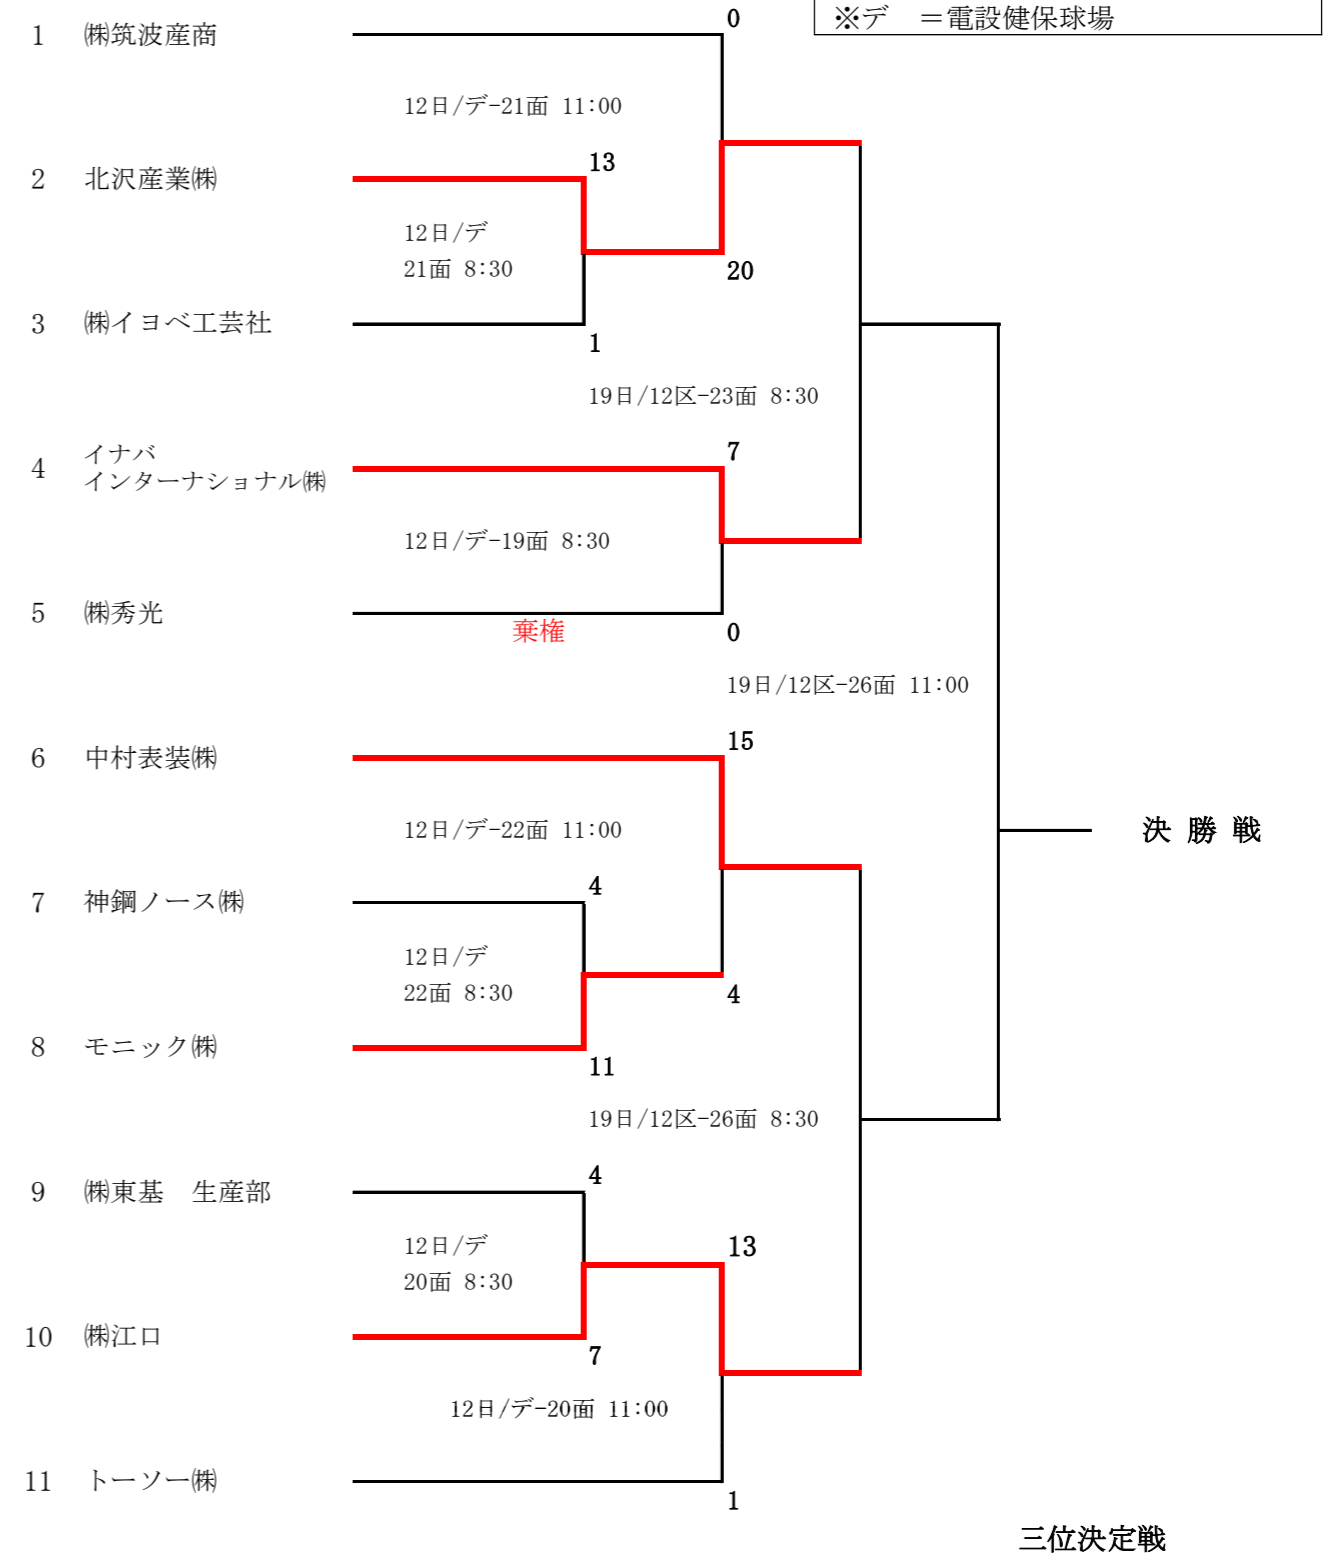 ※デ　＝電設健保球場
0
1 ㈱筑波産商
12日/デ-21面 11:00
13
2 北沢産業㈱
12日/デ
21面 8:30
20
3 ㈱イヨベ工芸社
1
19日/12区-23面 8:30
7
イナバ
4 インターナショナル㈱
12日/デ-19面 8:30
5 ㈱秀光
棄権
0
19日/12区-26面 11:00
15
6 中村表装㈱
12日/デ-22面 11:00
決 勝 戦
4
7 神鋼ノース㈱
12日/デ
22面 8:30
4
8 モニック㈱
11
19日/12区-26面 8:30
4
9 ㈱東基　生産部
12日/デ
13
20面 8:30
10 ㈱江口
7
12日/デ-20面 11:00
11 トーソー㈱
1
三位決定戦